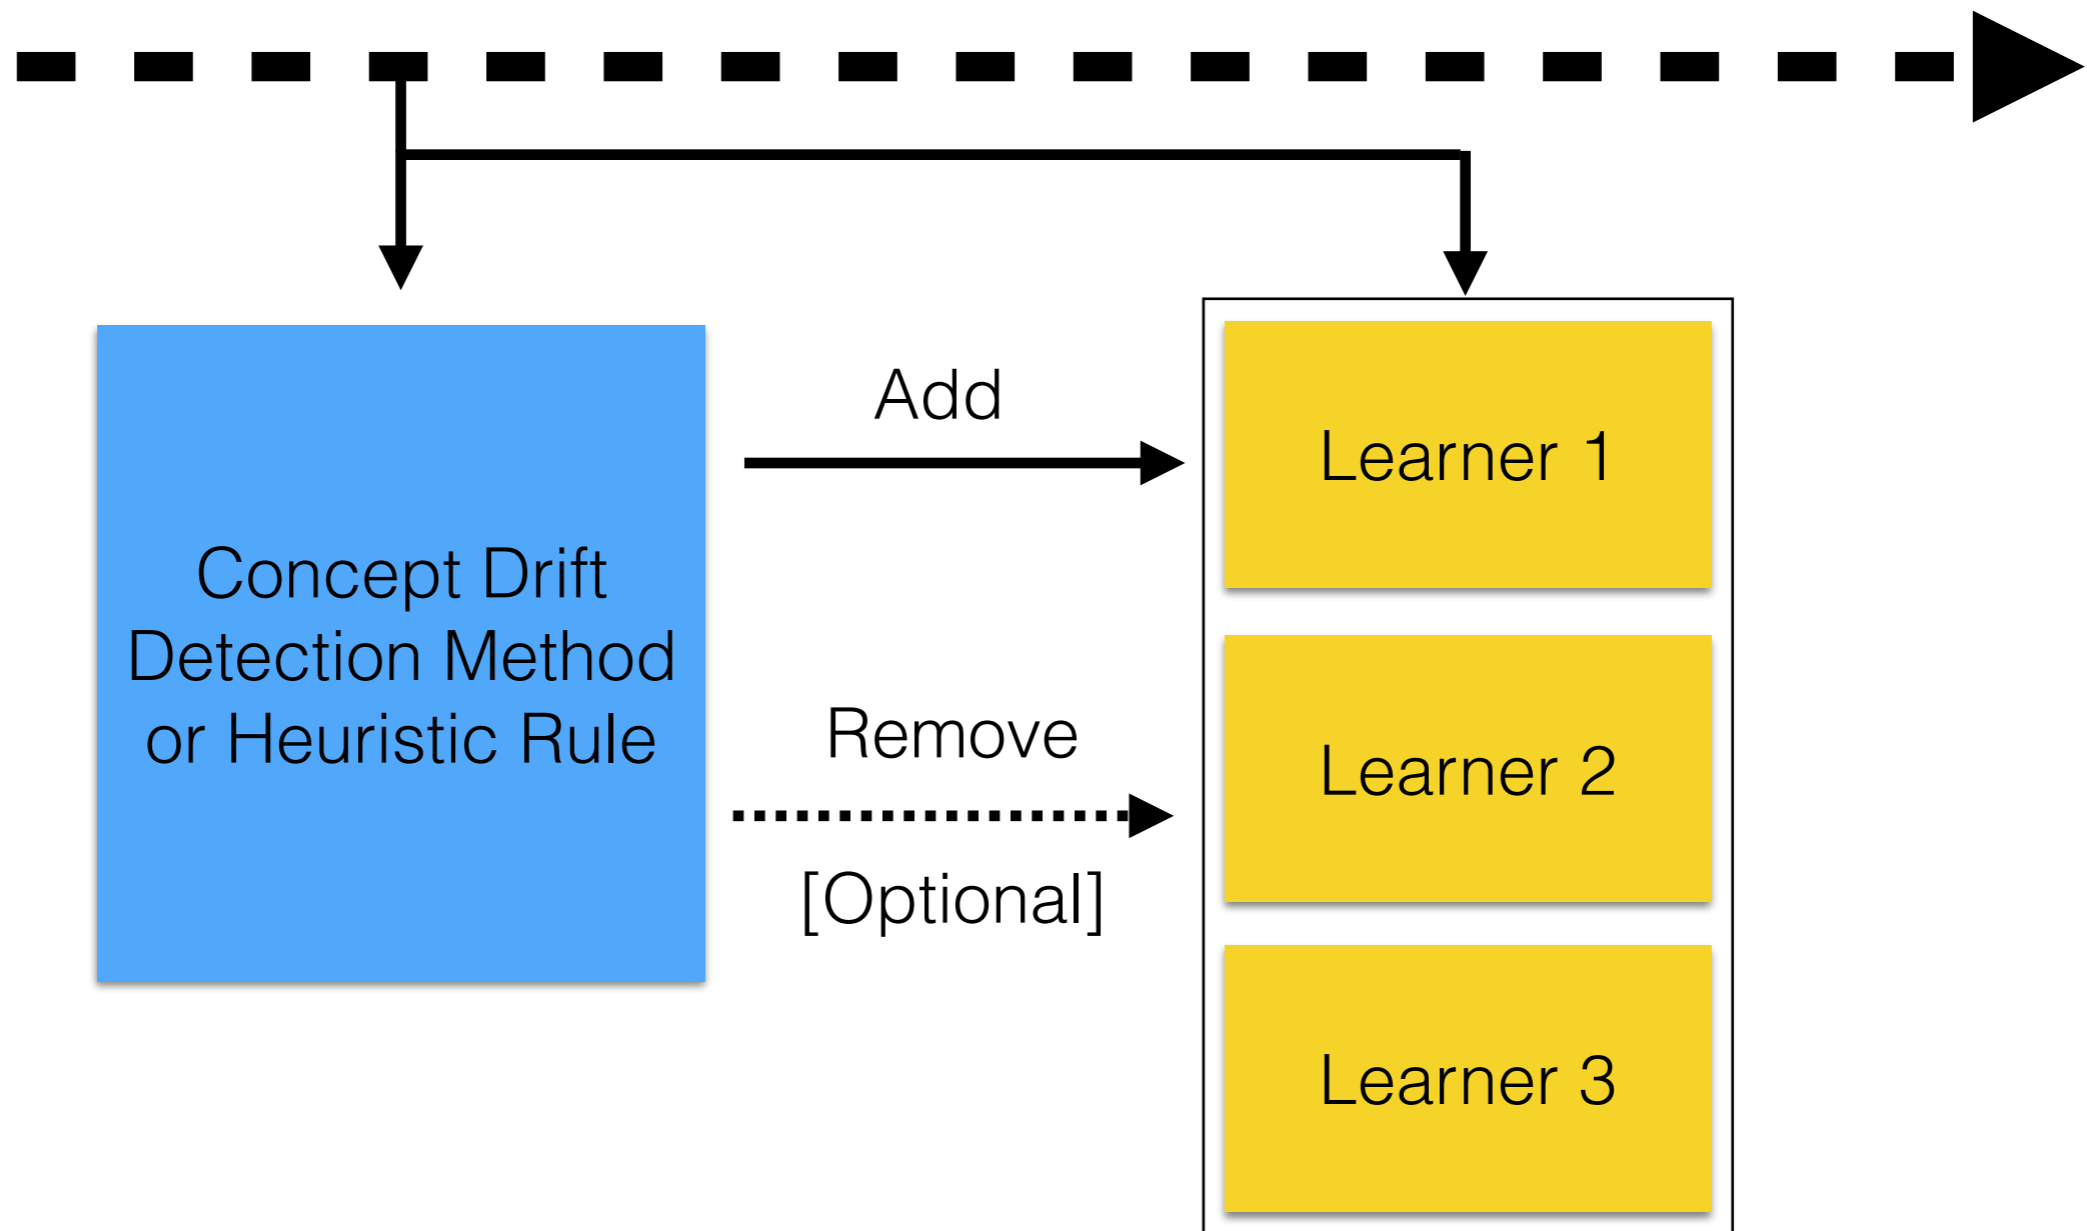 Concept Drift
Detection Method
or Heuristic Rule
Add
Remove
[Optional]
Learner 1
Learner 2
Learner 3